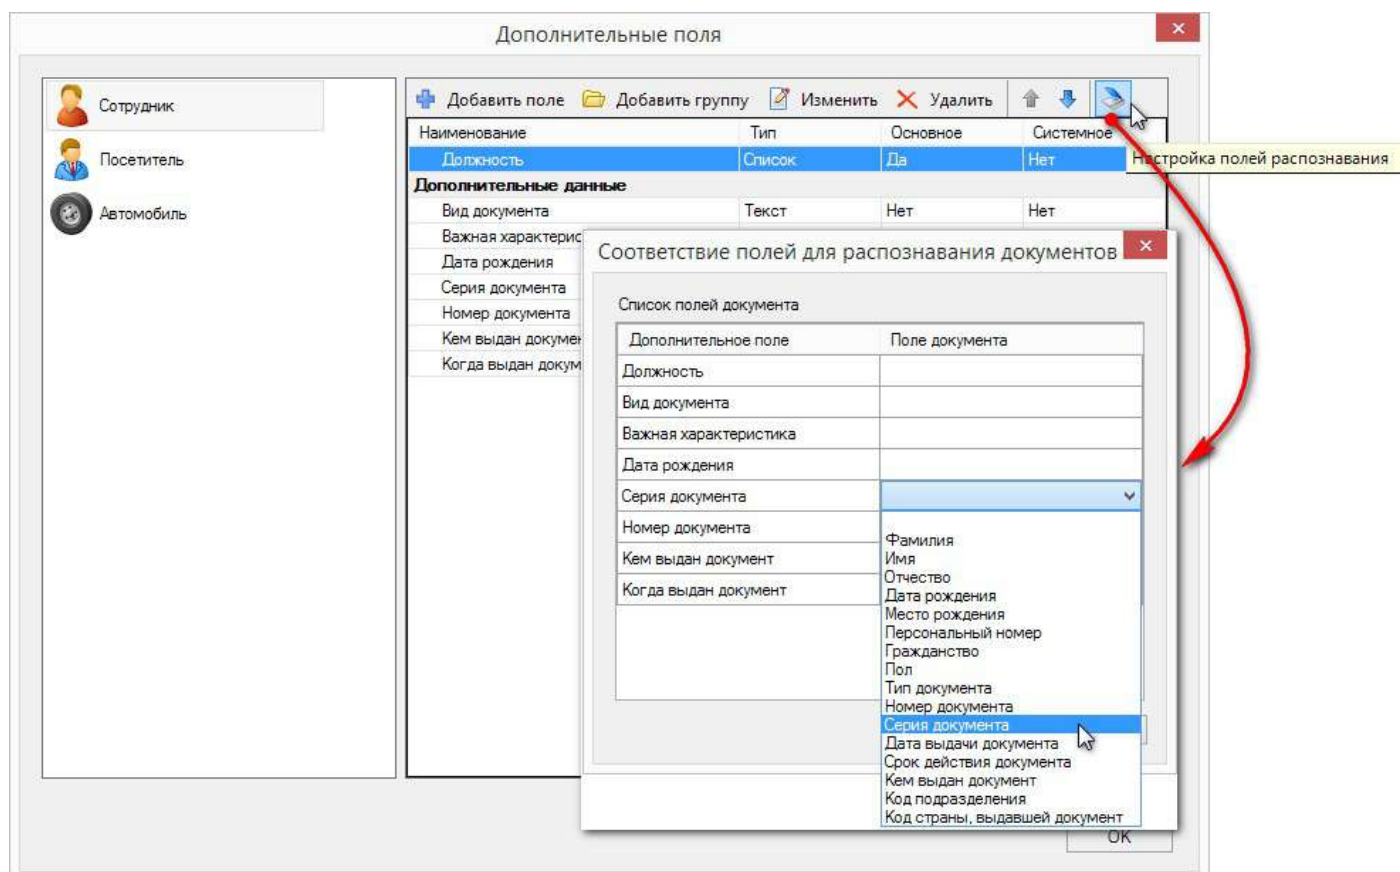 Дополнительные поля
Сотрудник
Посетитель
Автомобиль
Добавить поле Добавить группу Изменить Удалить
Наименование Тип Основное Системное
Должность Список Да Нет
Настройка полей распознавания
Дополнительные данные
Вид документа Текст Нет Нет
Важная характерис
Дата рождения
Серия документа
Номер документа
Кем выдан докумен
Когда выдан докум
Соответствие полей для распознавания документов
Список полей документа
Дополнительное поле Поле документа
Должность
Вид документа
Важная характеристика
Дата рождения
Серия документа
Номер документа
Кем выдан документ
Когда выдан документ
Фамилия
Имя
Отчество
Дата рождения
Место рождения
Персональный номер
Гражданство
Пол
Тип документа
Номер документа
Серия документа
Дата выдачи документа
Срок действия документа
Кем выдан документ
Код подразделения
Код страны, выдавшей документ
OK